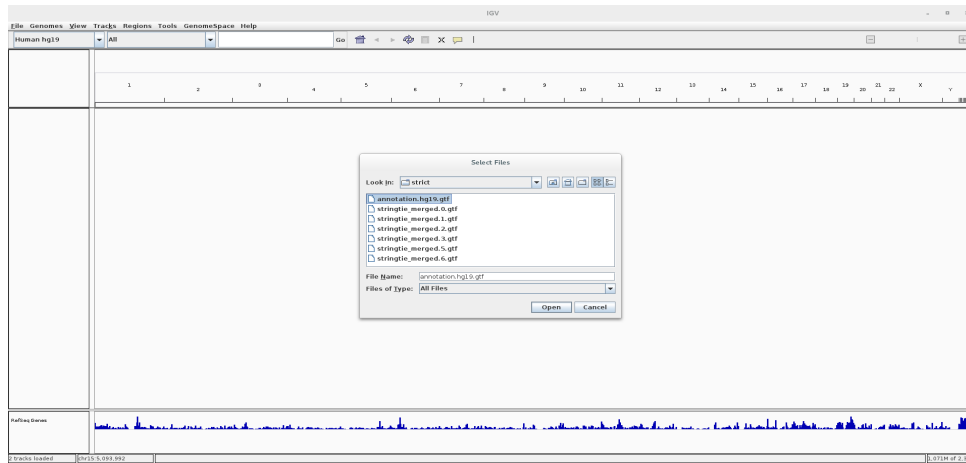 IGV
File Genomes View Tracks Regions Tools GenomeSpace Help
Human hg19 All Go
1 2 3 4 5 6 7 8 9 10 11 12 13 14 15 16 17 18 19 20 21 22 X Y
Select Files
Look In: strict
annotation.hg19.gtf
stringtie_merged.0.gtf
stringtie_merged.1.gtf
stringtie_merged.2.gtf
stringtie_merged.3.gtf
stringtie_merged.5.gtf
stringtie_merged.6.gtf
File Name: annotation.hg19.gtf
Files of Type: All Files
Open Cancel
RefSeq Genes
2 tracks loaded chr15:5,093,992 1,071M of 2,